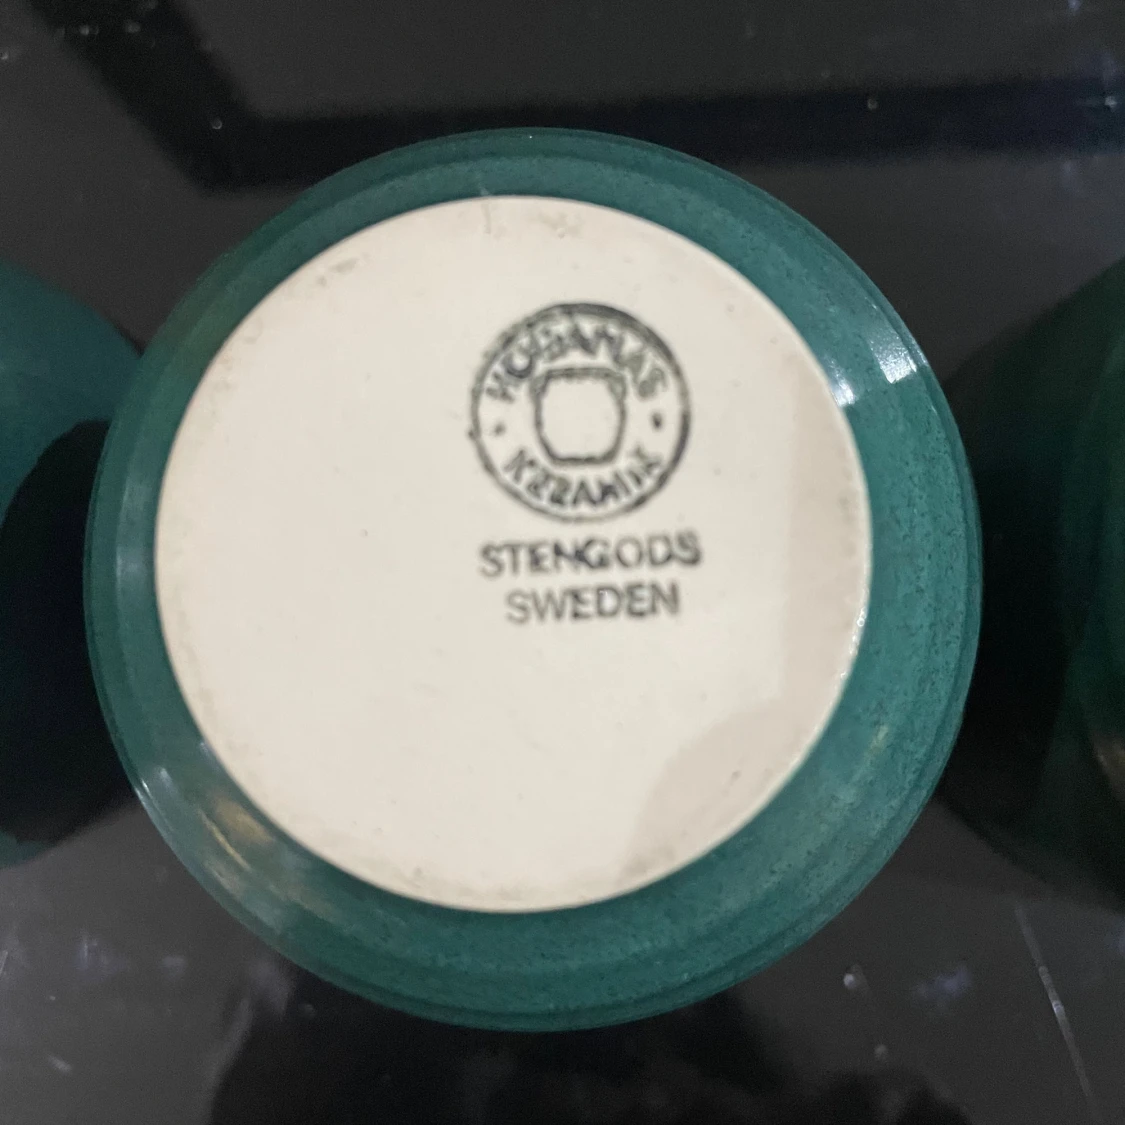 HÖGANÄS
KERAMIK
STENGODS
SWEDEN